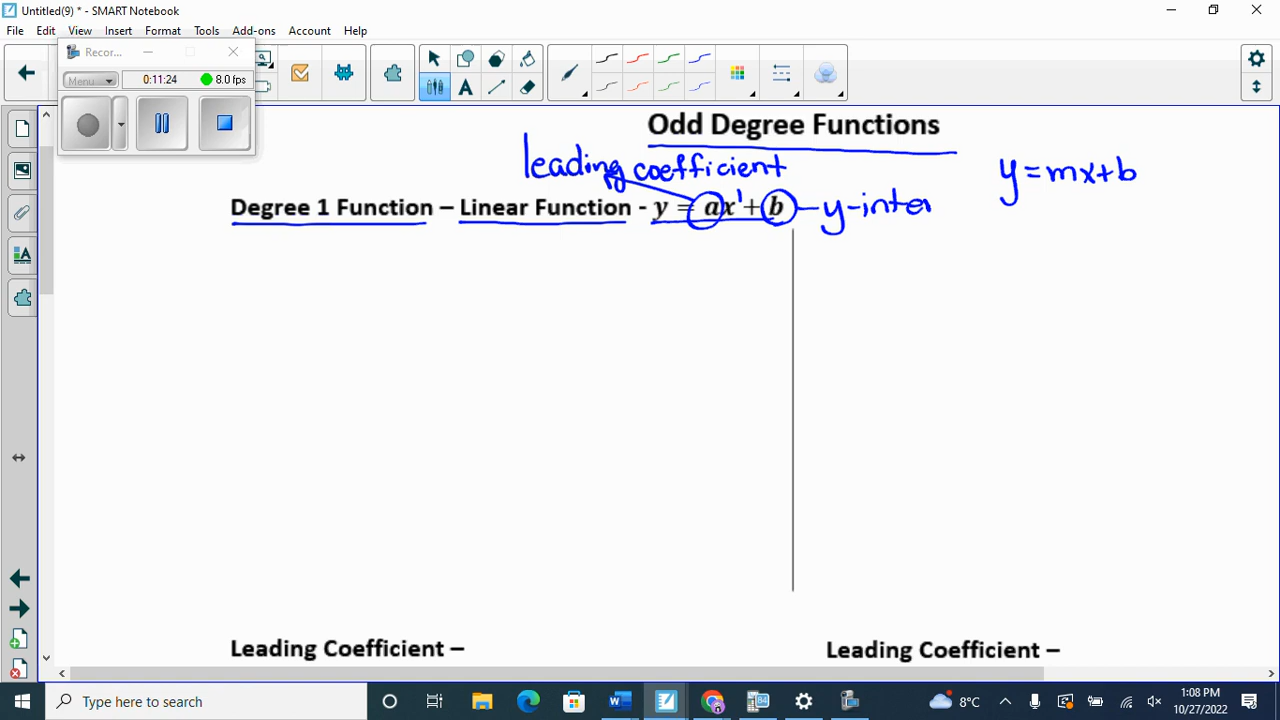 Untitled(9) * - SMART Notebook
File Edit View Insert Format Tools Add-ons Account Help
Recor...
Menu 0:11:24 8.0 fps
Odd Degree Functions
leading coefficient
y=mx+b
Degree 1 Function – Linear Function - y = ax¹ + b – y-inter
Leading Coefficient –
Leading Coefficient –
Type here to search
8°C
1:08 PM
10/27/2022